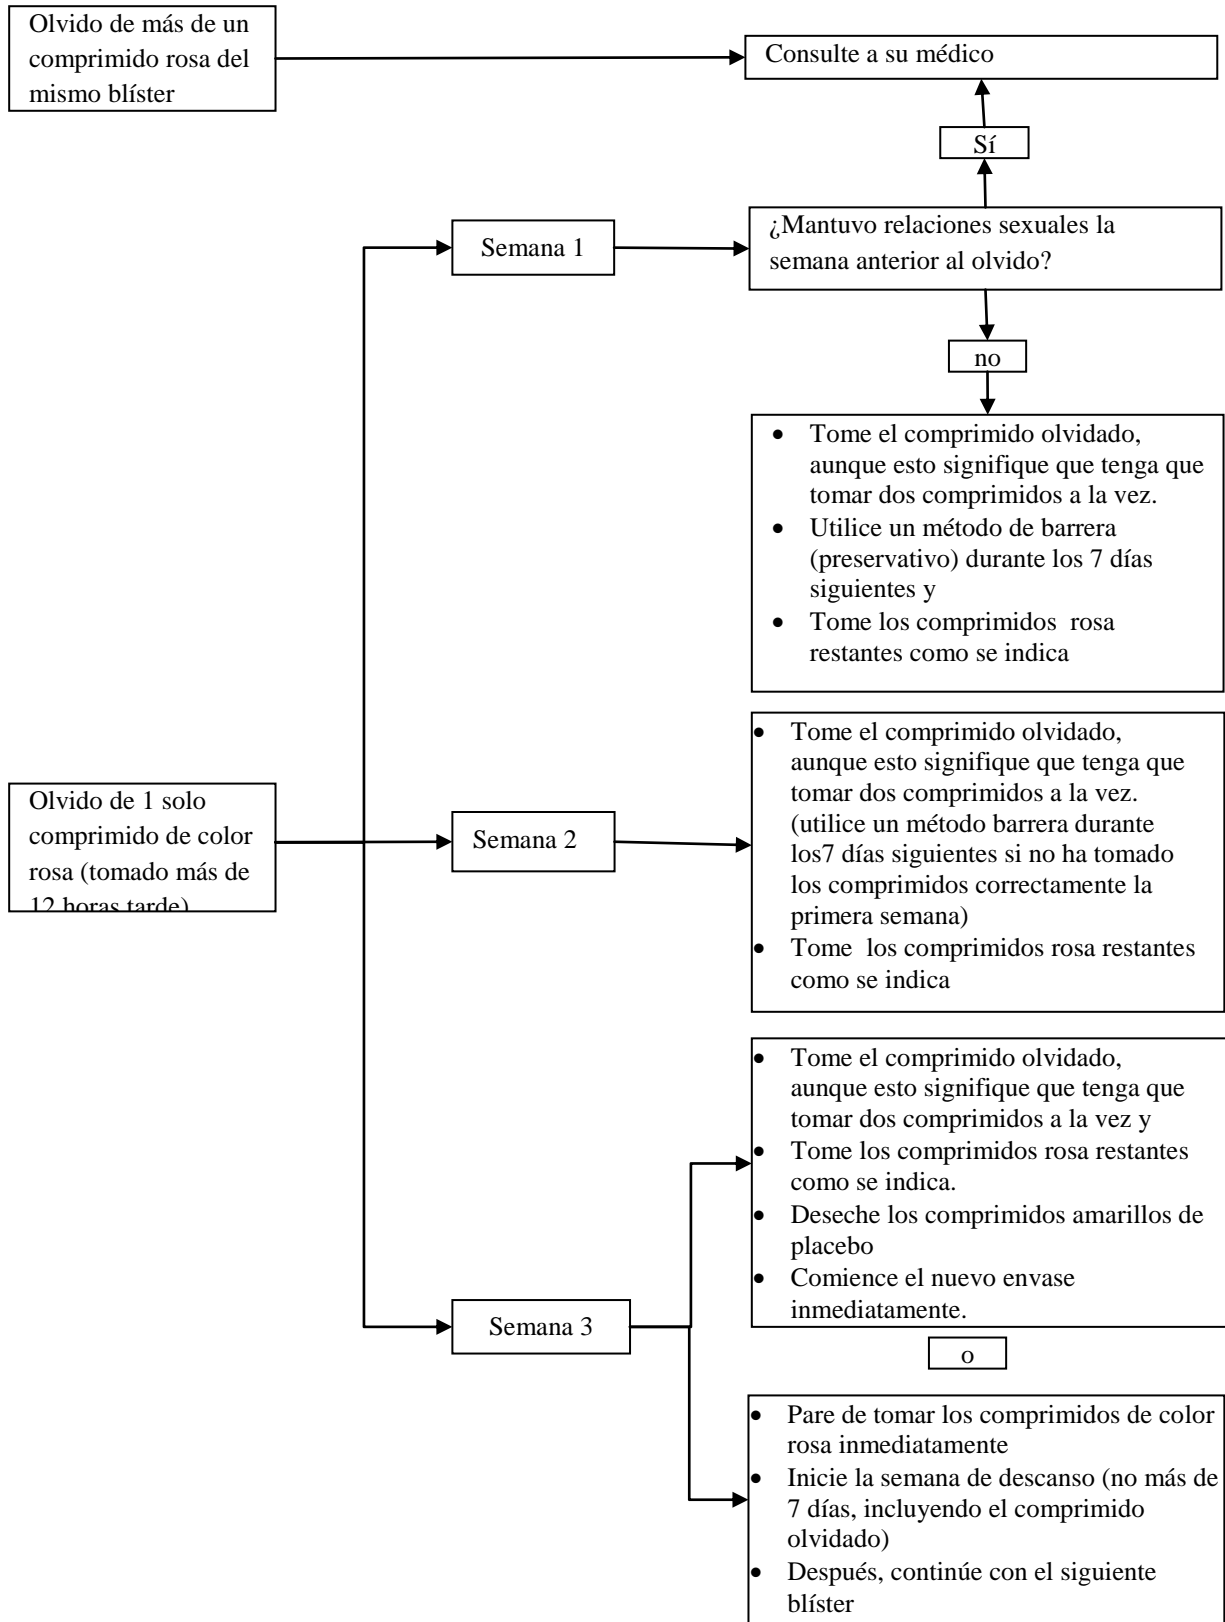 Olvido de más de un
comprimido rosa del
mismo blíster
Consulte a su médico
Sí
Semana 1
¿Mantuvo relaciones sexuales la
semana anterior al olvido?
no
• Tome el comprimido olvidado,
aunque esto signifique que tenga que
tomar dos comprimidos a la vez.
• Utilice un método de barrera
(preservativo) durante los 7 días
siguientes y
• Tome los comprimidos rosa
restantes como se indica
Olvido de 1 solo
comprimido de color
rosa (tomado más de
12 horas tarde)
Semana 2
• Tome el comprimido olvidado,
aunque esto signifique que tenga que
tomar dos comprimidos a la vez.
(utilice un método barrera durante
los7 días siguientes si no ha tomado
los comprimidos correctamente la
primera semana)
• Tome los comprimidos rosa restantes
como se indica
Semana 3
• Tome el comprimido olvidado,
aunque esto signifique que tenga que
tomar dos comprimidos a la vez y
• Tome los comprimidos rosa restantes
como se indica.
• Deseche los comprimidos amarillos de
placebo
• Comience el nuevo envase
inmediatamente.
o
• Pare de tomar los comprimidos de color
rosa inmediatamente
• Inicie la semana de descanso (no más de
7 días, incluyendo el comprimido
olvidado)
• Después, continúe con el siguiente
blíster